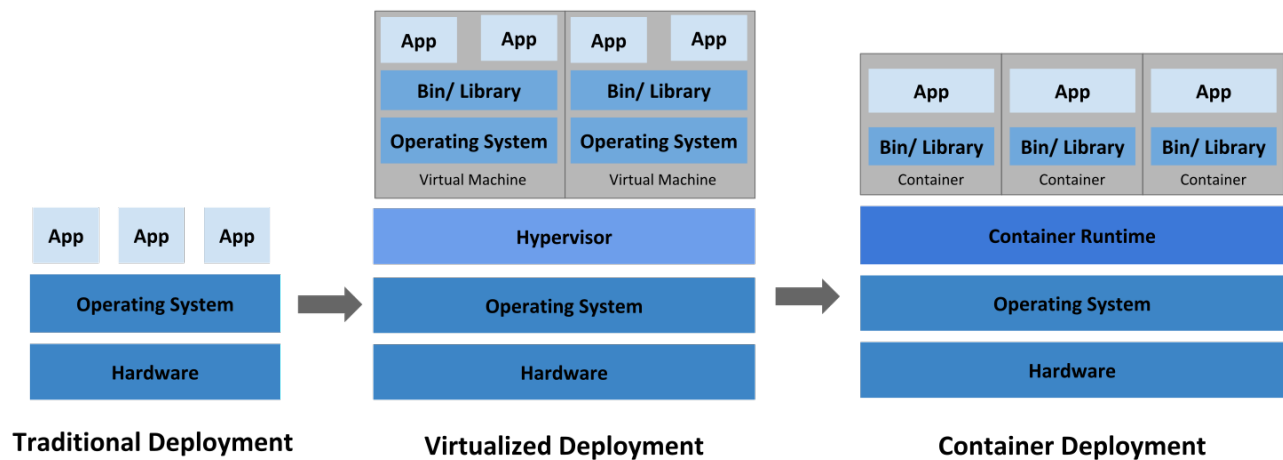 App
App
App
Operating System
Hardware
Traditional Deployment
App
App
App
App
Bin/ Library
Bin/ Library
Operating System
Operating System
Virtual Machine
Virtual Machine
Hypervisor
Operating System
Hardware
Virtualized Deployment
App
App
App
Bin/ Library
Bin/ Library
Bin/ Library
Container
Container
Container
Container Runtime
Operating System
Hardware
Container Deployment